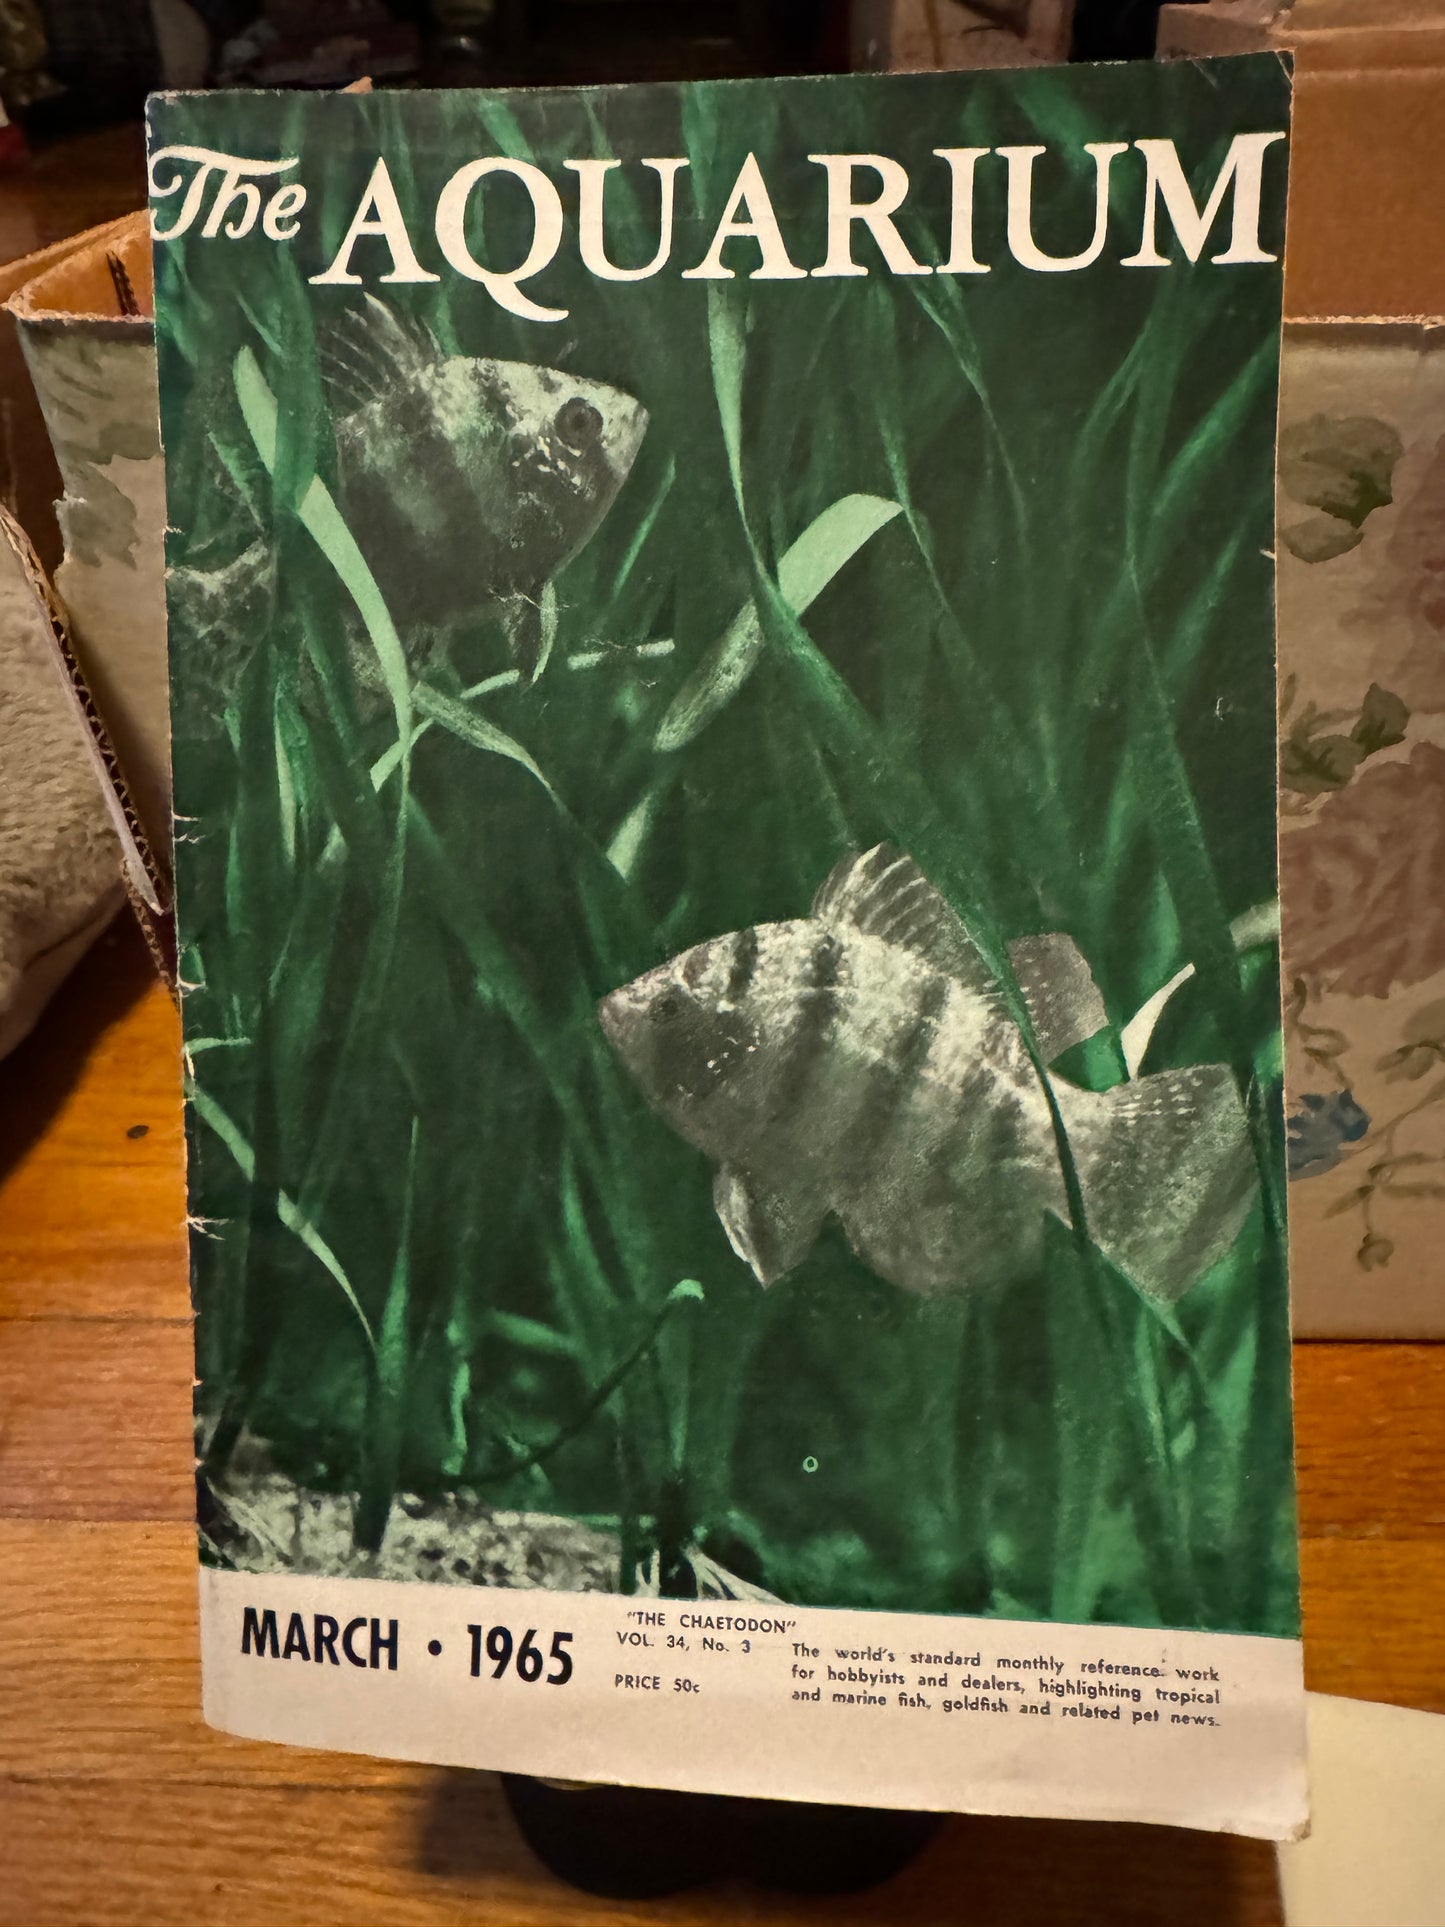 The AQUARIUM
MARCH • 1965
"THE CHAETODON"
VOL. 34, No. 3
PRICE 50c
The world's standard monthly reference work
for hobbyists and dealers, highlighting tropical
and marine fish, goldfish and related pet news.